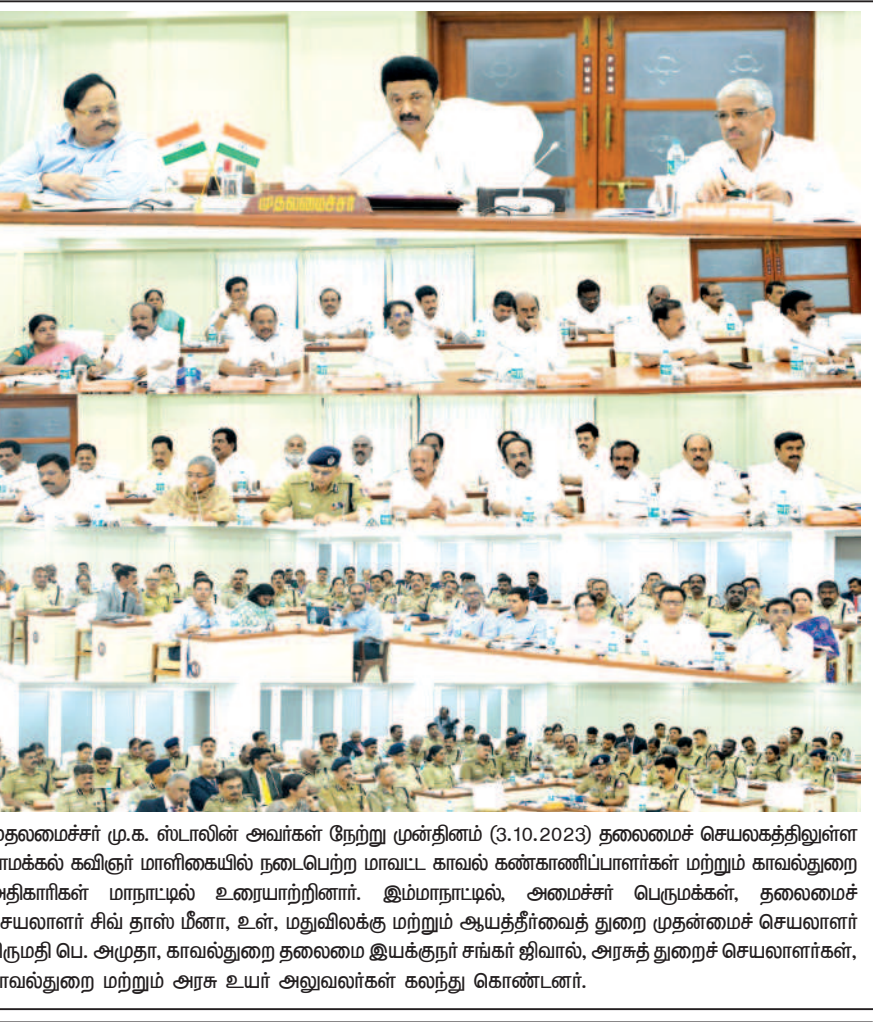 PUSH
PUSH
முதலமைச்சர்
முதலமைச்சர் மு.க. ஸ்டாலின் அவர்கள் நேற்று முன்தினம் (3.10.2023) தலைமைச் செயலகத்திலுள்ள
நாமக்கல் கவிஞர் மாளிகையில் நடைபெற்ற மாவட்ட காவல் கண்காணிப்பாளர்கள் மற்றும் காவல்துறை
அதிகாரிகள் மாநாட்டில் உரையாற்றினார். இம்மாநாட்டில், அமைச்சர் பெருமக்கள், தலைமைச்
செயலாளர் சிவ் தாஸ் மீனா, உள், மதுவிலக்கு மற்றும் ஆயத்தீர்வைத் துறை முதன்மைச் செயலாளர்
திருமதி பெ. அமுதா, காவல்துறை தலைமை இயக்குநர் சங்கர் ஜிவால், அரசுத் துறைச் செயலாளர்கள்,
காவல்துறை மற்றும் அரசு உயர் அலுவலர்கள் கலந்து கொண்டனர்.